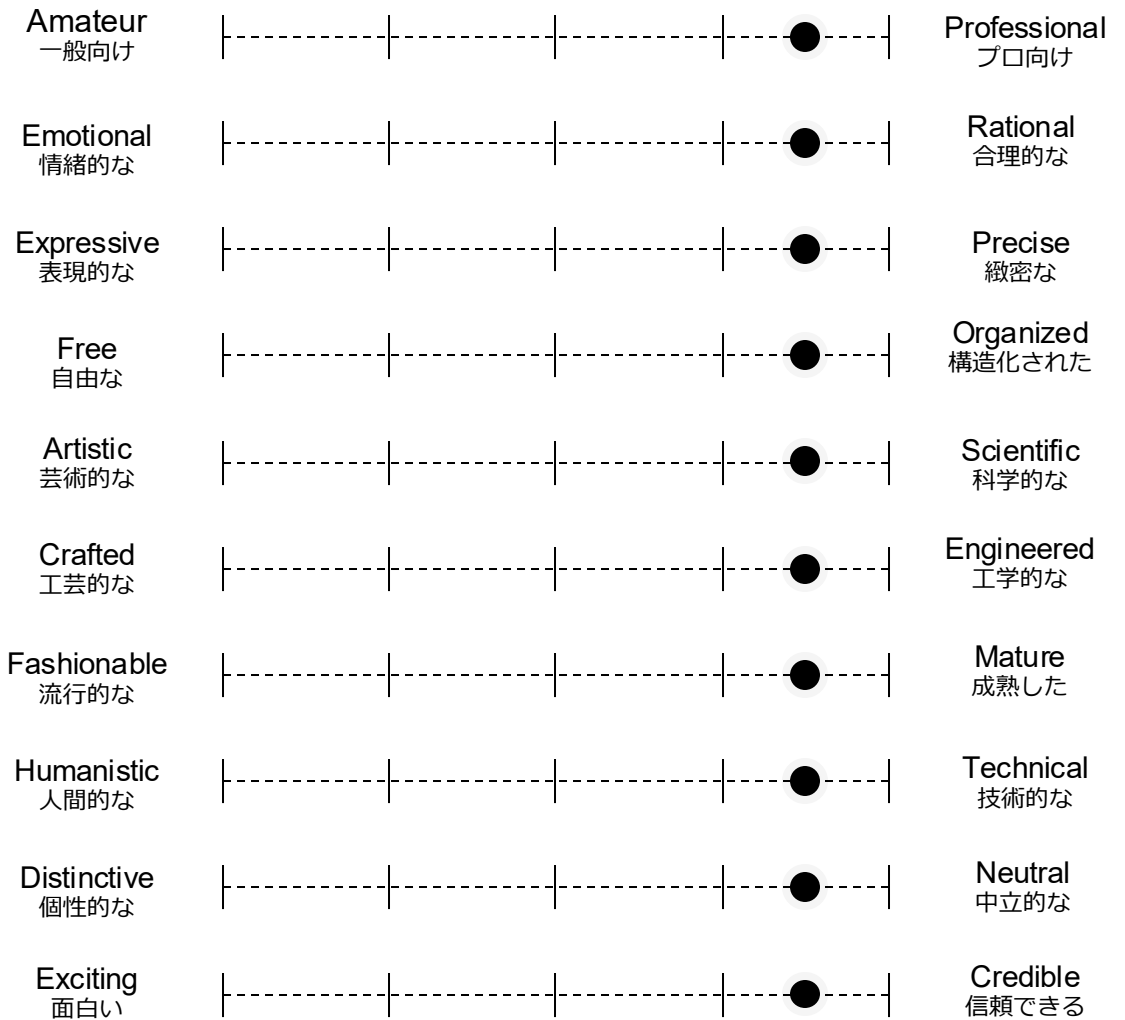 Amateur
一般向け
Professional
プロ向け
Emotional
情緒的な
Rational
合理的な
Expressive
表現的な
Precise
緻密な
Free
自由な
Organized
構造化された
Artistic
芸術的な
Scientific
科学的な
Crafted
工芸的な
Engineered
工学的な
Fashionable
流行的な
Mature
成熟した
Humanistic
人間的な
Technical
技術的な
Distinctive
個性的な
Neutral
中立的な
Exciting
面白い
Credible
信頼できる